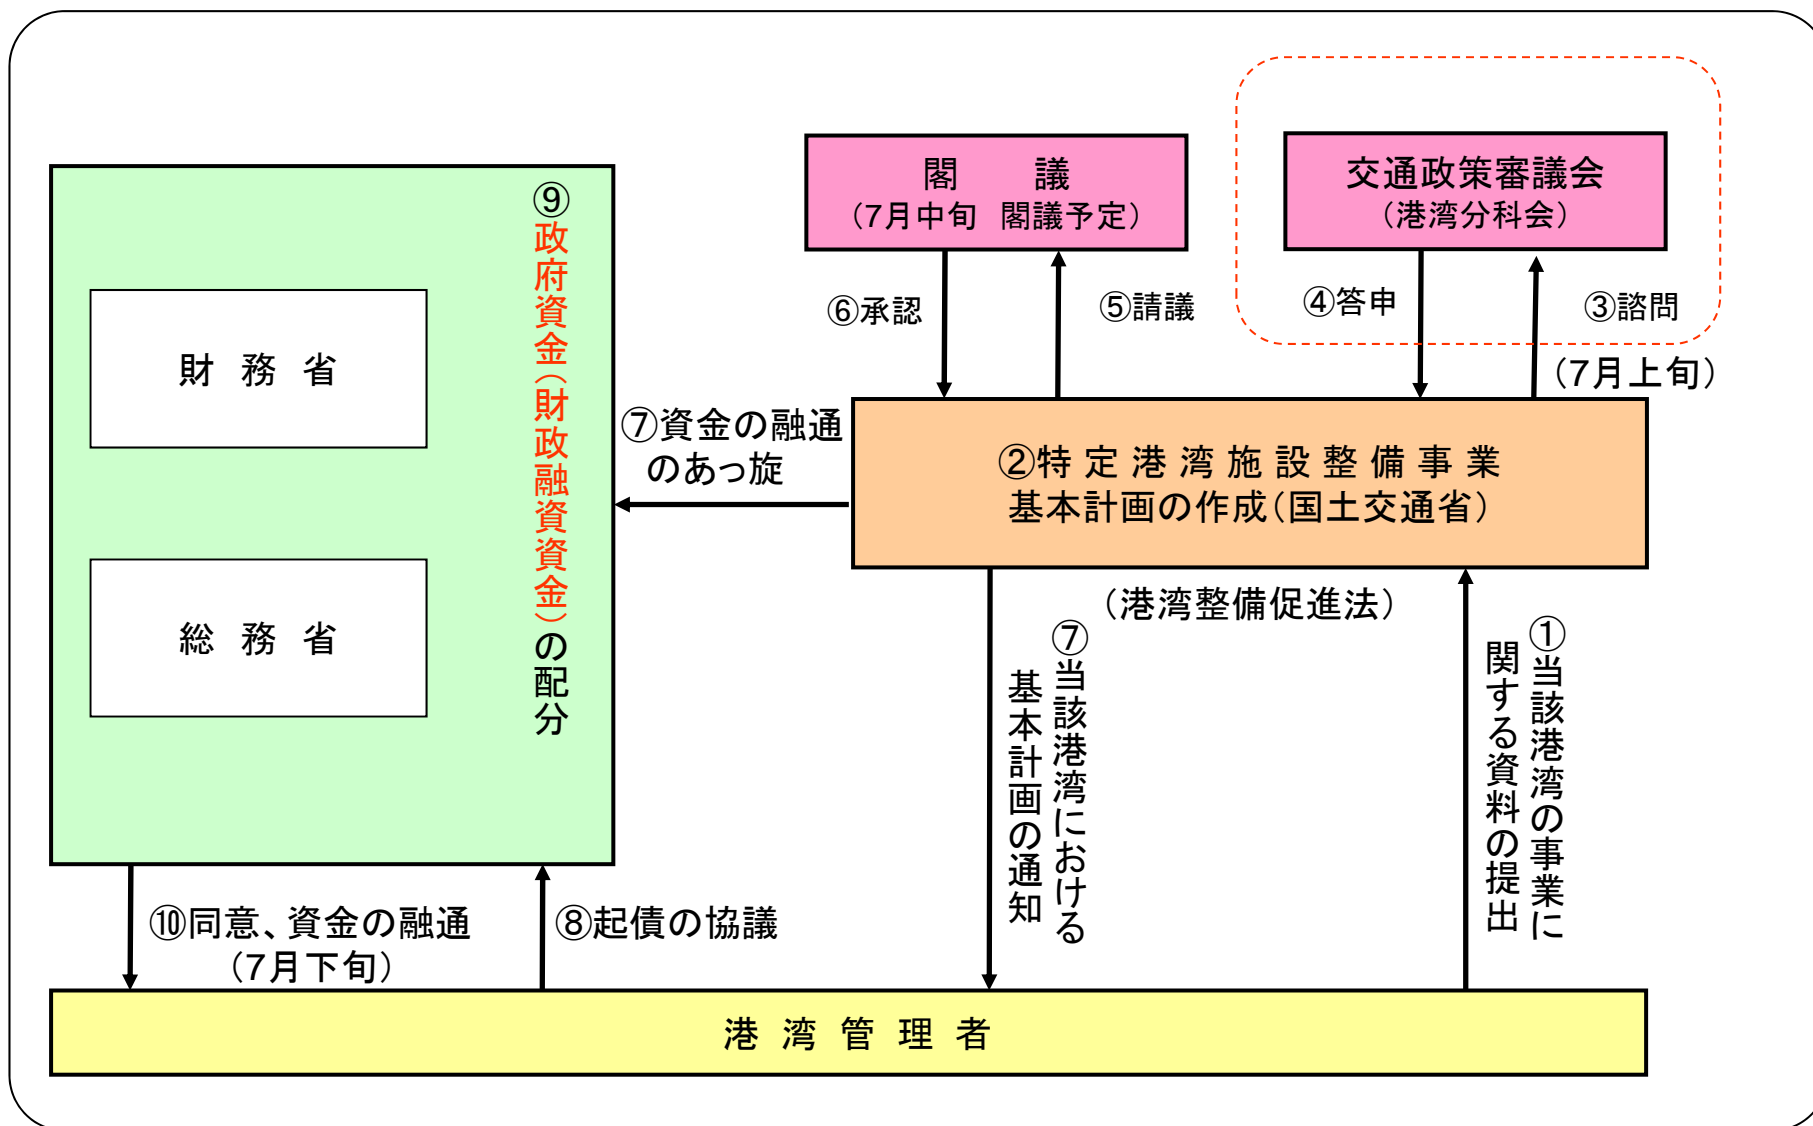 閣　　議
（7月中旬　閣議予定）
交通政策審議会
（港湾分科会）
⑥承認
⑤請議
④答申
③諮問
（7月上旬）
⑨政府資金（財政融資資金）の配分
財 務 省
総 務 省
⑦資金の融通
のあっ旋
②特 定 港 湾 施 設 整 備 事 業
基本計画の作成（国土交通省）
（港湾整備促進法）
①当該港湾の事業に
関する資料の提出
⑦当該港湾における
基本計画の通知
⑩同意、資金の融通
（7月下旬）
⑧起債の協議
港 湾 管 理 者